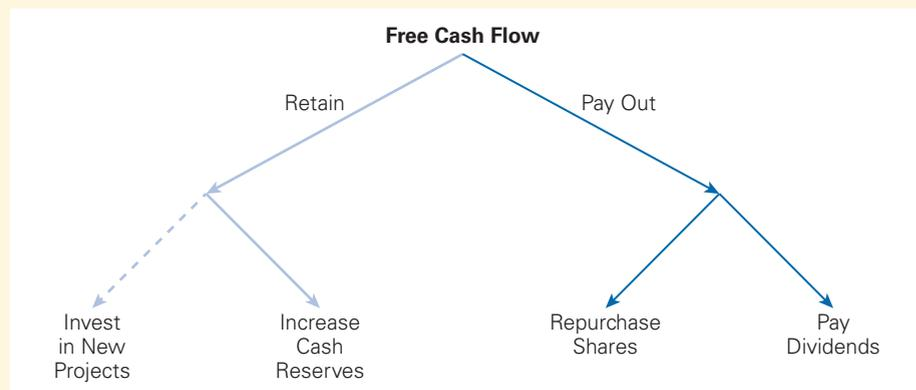 Free Cash Flow
Retain
Pay Out
Invest
in New
Projects
Increase
Cash
Reserves
Repurchase
Shares
Pay
Dividends